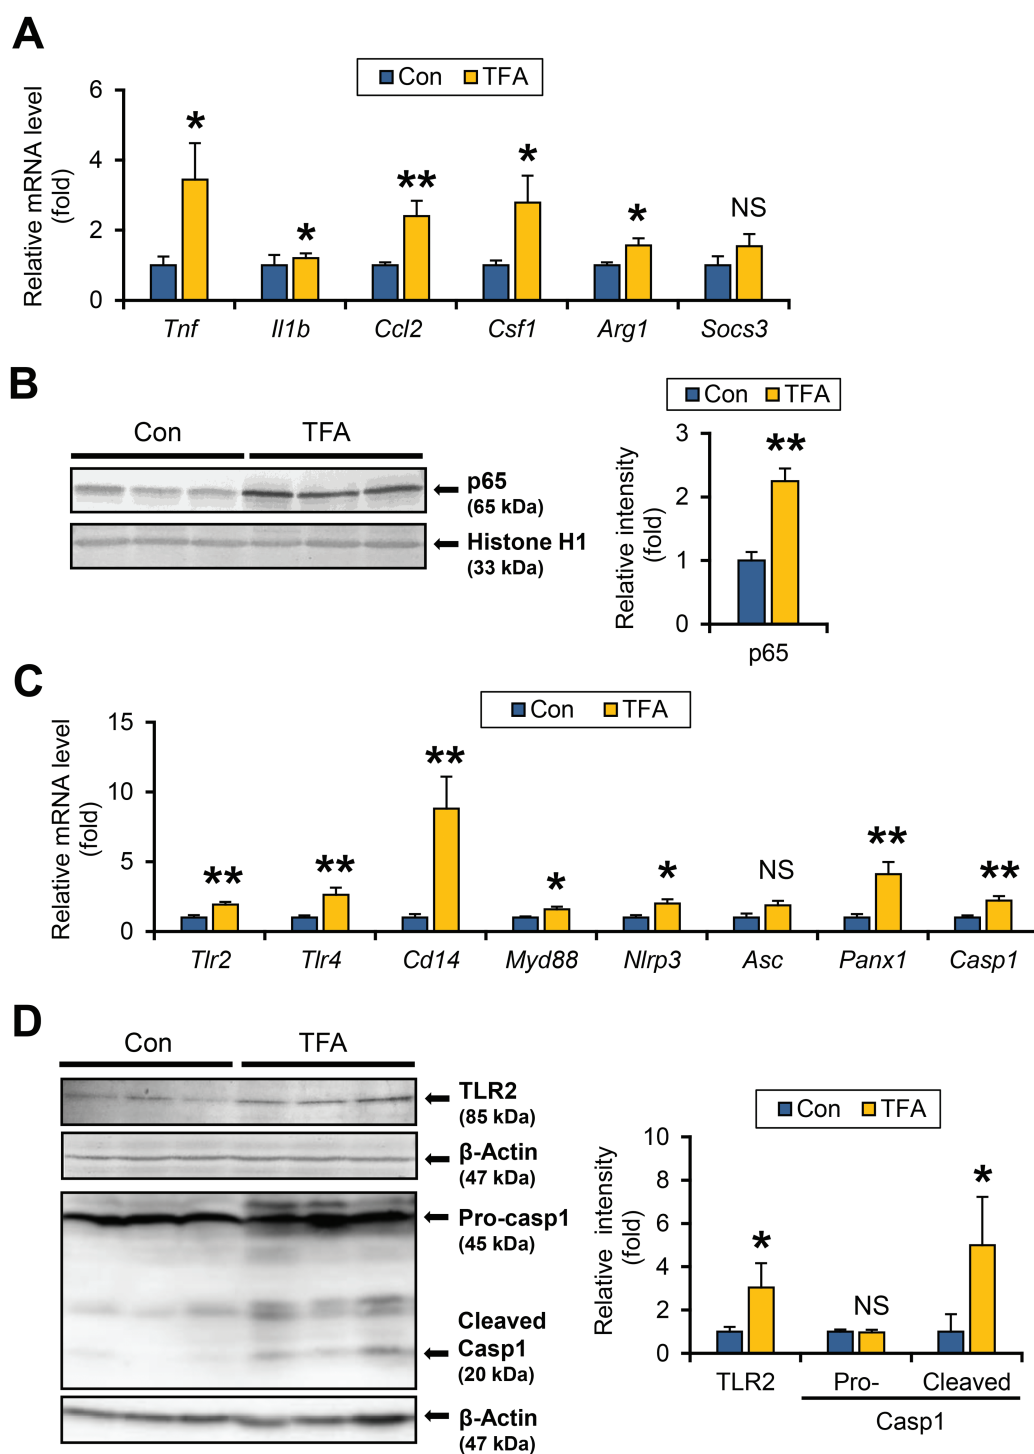 A
Con TFA
Relative mRNA level
(fold)
6
4
2
0
*
*
**
*
*
NS
Tnf Il1b Ccl2 Csf1 Arg1 Socs3
B
Con TFA
p65
(65 kDa)
Histone H1
(33 kDa)
Con TFA
Relative intensity
(fold)
3
2
1
0
**
p65
C
Con TFA
Relative mRNA level
(fold)
15
10
5
0
**
**
**
*
*
NS
**
**
Tlr2 Tlr4 Cd14 Myd88 Nlrp3 Asc Panx1 Casp1
D
Con TFA
TLR2
(85 kDa)
β-Actin
(47 kDa)
Pro-casp1
(45 kDa)
Cleaved
Casp1
(20 kDa)
β-Actin
(47 kDa)
Con TFA
Relative intensity
(fold)
10
8
6
4
2
0
*
NS
*
TLR2 Pro- Cleaved
Casp1